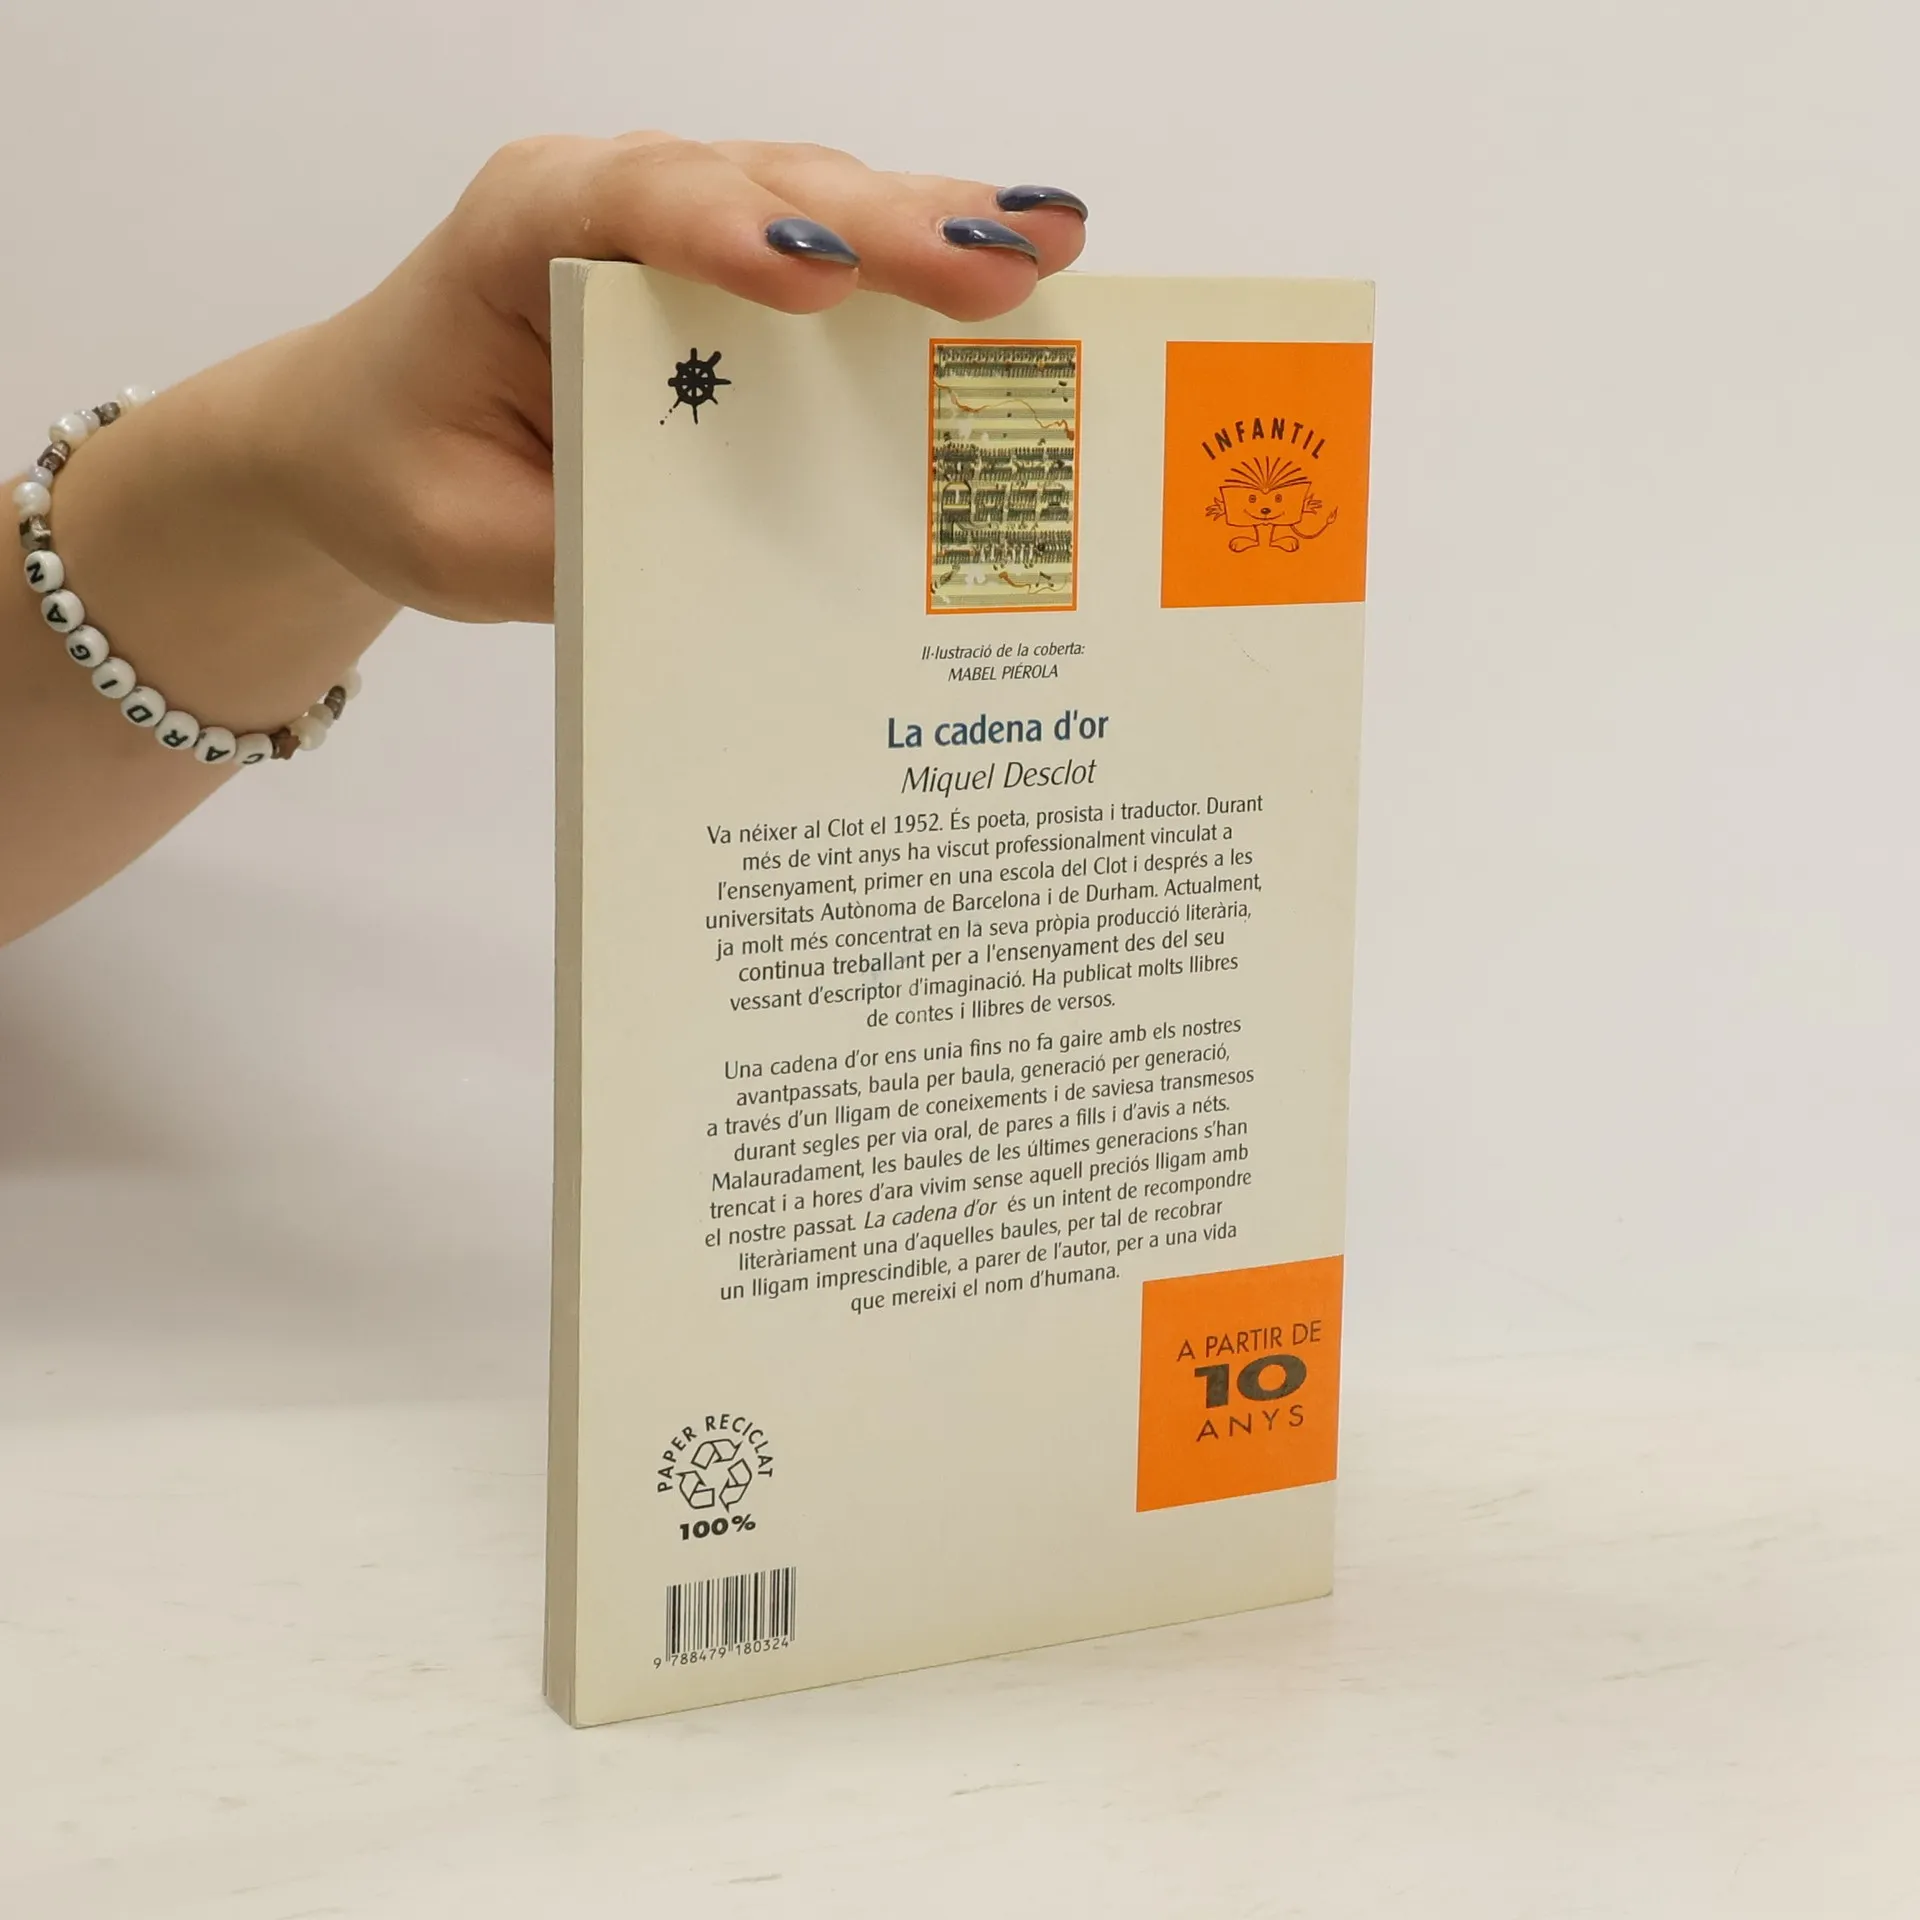 INFANTIL
Il·lustració de la coberta:
MABEL PIÉROLA
La cadena d'or
Miquel Desclot
Va néixer al Clot el 1952. És poeta, prosista i traductor. Durant
més de vint anys ha viscut professionalment vinculat a
l'ensenyament, primer en una escola del Clot i després a les
universitats Autònoma de Barcelona i de Durham. Actualment,
ja molt més concentrat en la seva pròpia producció literària,
continua treballant per a l'ensenyament des del seu
vessant d'escriptor d'imaginació. Ha publicat molts llibres
de contes i llibres de versos.
Una cadena d'or ens unia fins no fa gaire amb els nostres
avantpassats, baula per baula, generació per generació,
a través d'un lligam de coneixements i de saviesa transmesos
durant segles per via oral, de pares a fills i d'avis a néts.
Malauradament, les baules de les últimes generacions s'han
trencat i a hores d'ara vivim sense aquell preciós lligam amb
el nostre passat. La cadena d'or és un intent de recompondre
literàriament una d'aquelles baules, per tal de recobrar
un lligam imprescindible, a parer de l'autor, per a una vida
que mereixi el nom d'humana.
A PARTIR DE
10
ANYS
PAPER RECICLAT
100%
9 788479 180324
CARDIGAN